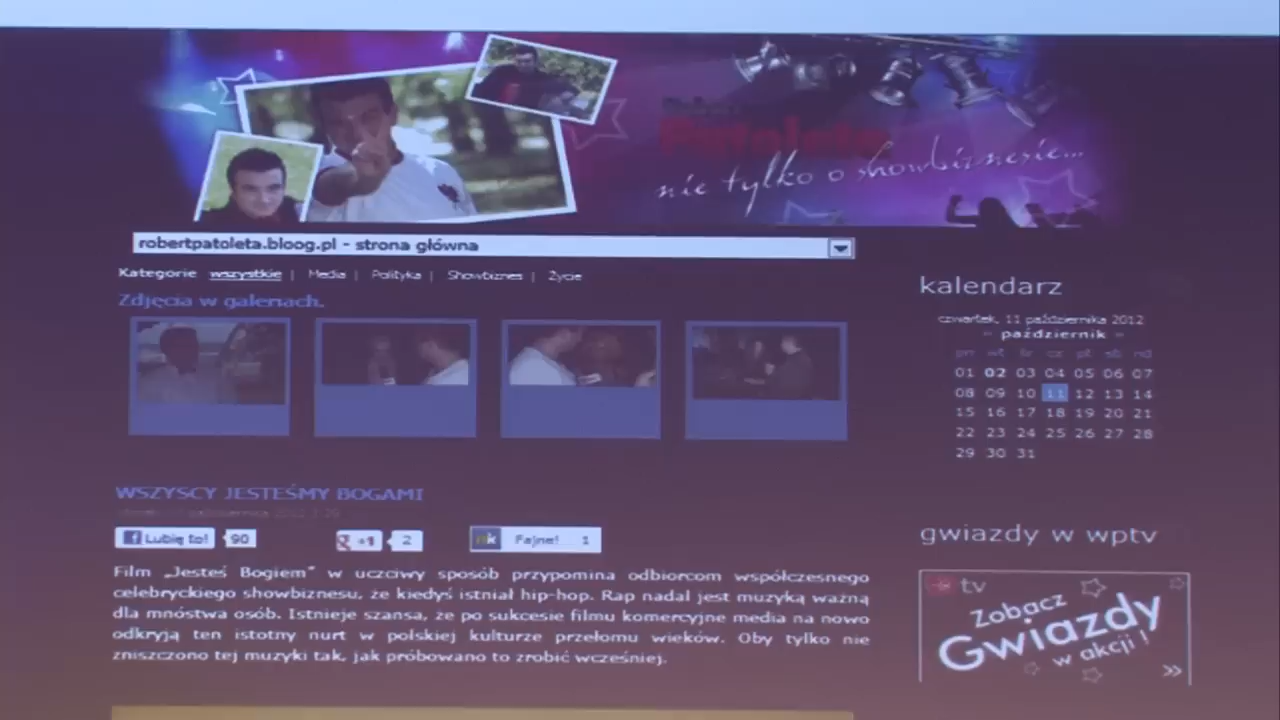 Patoleta
nie tylko o showbiznesie...
robertpatoleta.bloog.pl - strona główna
Kategorie wszystkie | Media | Polityka | Showbiznes | Życie
Zdjęcia w galeriach.
kalendarz
czwartek, 11 października 2012
« październik »
pn wt śr cz pt sb nd
01 02 03 04 05 06 07
08 09 10 11 12 13 14
15 16 17 18 19 20 21
22 23 24 25 26 27 28
29 30 31
WSZYSCY JESTEŚMY BOGAMI
Lubię to! 90
+1 2
nk Fajne! 1
Film „Jesteś Bogiem" w uczciwy sposób przypomina odbiorcom współczesnego
celebryckiego showbiznesu, że kiedyś istniał hip-hop. Rap nadal jest muzyką ważną
dla mnóstwa osób. Istnieje szansa, że po sukcesie filmu komercyjne media na nowo
odkryją ten istotny nurt w polskiej kulturze przełomu wieków. Oby tylko nie
zniszczono tej muzyki tak, jak próbowano to zrobić wcześniej.
gwiazdy w wptv
tv
Zobacz
Gwiazdy
w akcji !
»